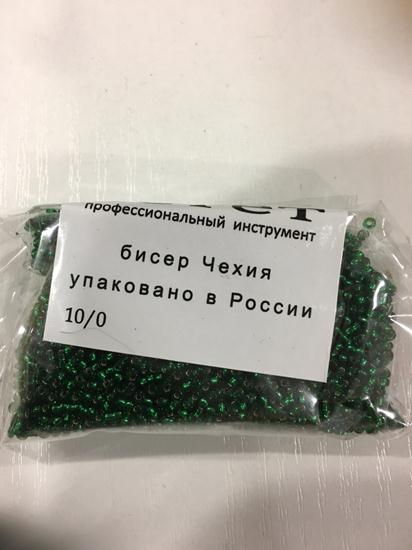 профессиональный инструмент
бисер Чехия
упаковано в России
10/0